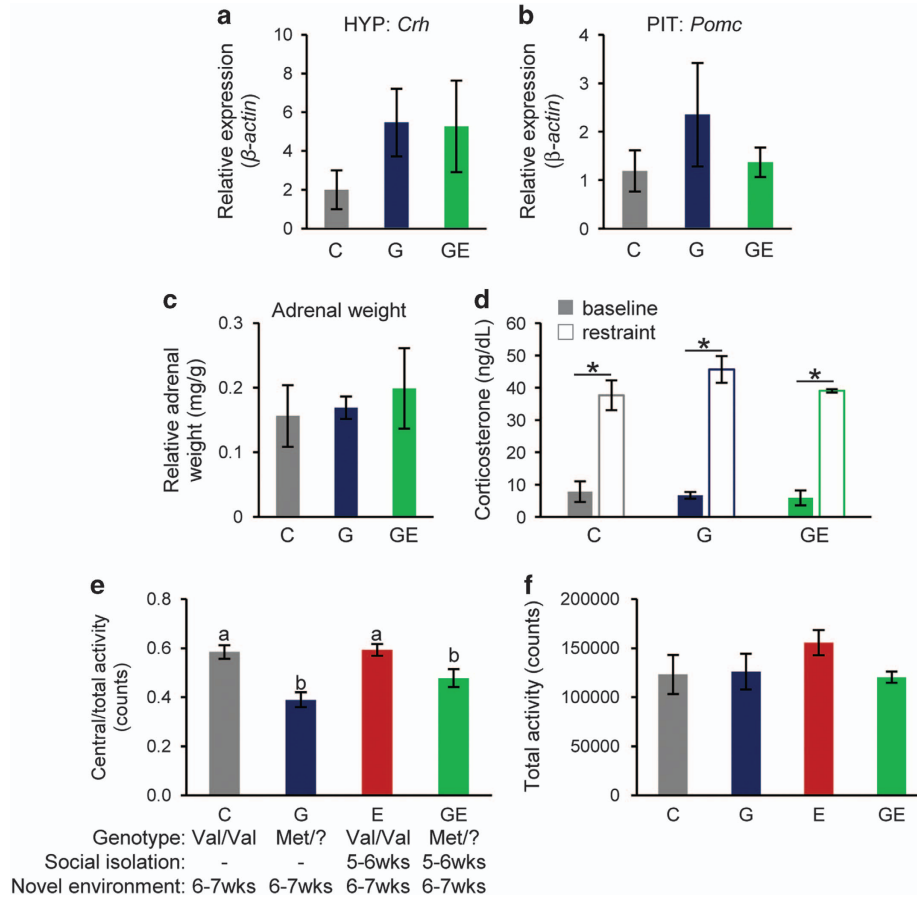 a
HYP: Crh
Relative expression
(β-actin)
10
8
6
4
2
0
C G GE
b
PIT: Pomc
Relative expression
(β-actin)
4
3
2
1
0
C G GE
c
Adrenal weight
Relative adrenal
weight (mg/g)
0.3
0.2
0.1
0
C G GE
d
baseline
restraint
Corticosterone (ng/dL)
60
50
40
30
20
10
0
* * *
C G GE
e
Central/total activity
(counts)
0.8
0.6
0.4
0.2
0.0
a b a b
C G E GE
Genotype: Val/Val Met/? Val/Val Met/?
Social isolation: - - 5-6wks 5-6wks
Novel environment: 6-7wks 6-7wks 6-7wks 6-7wks
f
Total activity (counts)
200000
150000
100000
50000
0
C G E GE